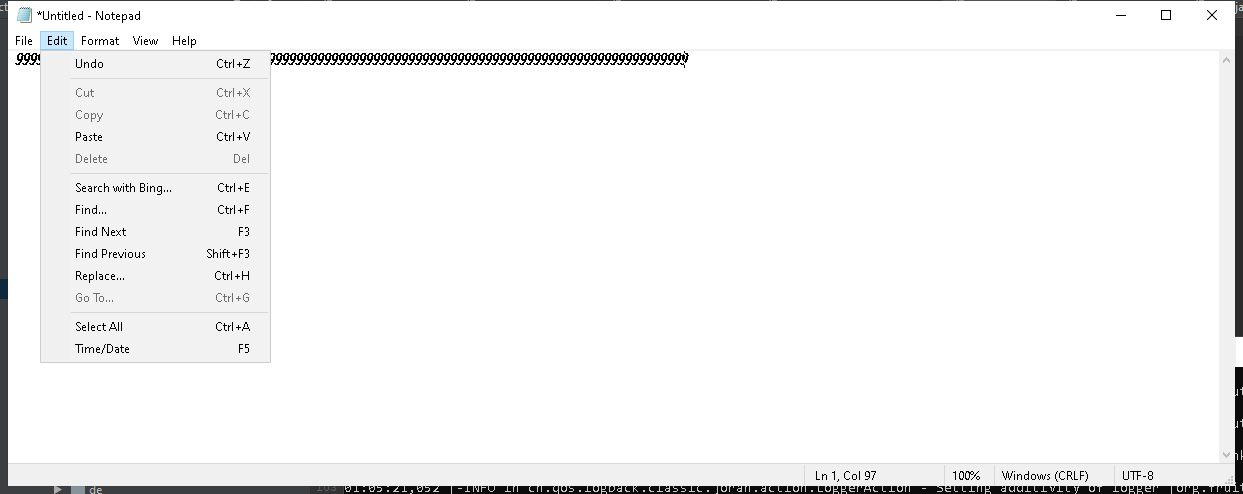 *Untitled - Notepad
File Edit Format View Help
ggg ggggggggggggggggggggggggggggggggggggggggggggggggggggggggggg
Undo Ctrl+Z
Cut Ctrl+X
Copy Ctrl+C
Paste Ctrl+V
Delete Del
Search with Bing... Ctrl+E
Find... Ctrl+F
Find Next F3
Find Previous Shift+F3
Replace... Ctrl+H
Go To... Ctrl+G
Select All Ctrl+A
Time/Date F5
Ln 1, Col 97 100% Windows (CRLF) UTF-8
de 01:05:21,052 |-INFO in ch.qos.logback.classic.joran.action.LoggerAction - Setting additivity of logger [org.fruit